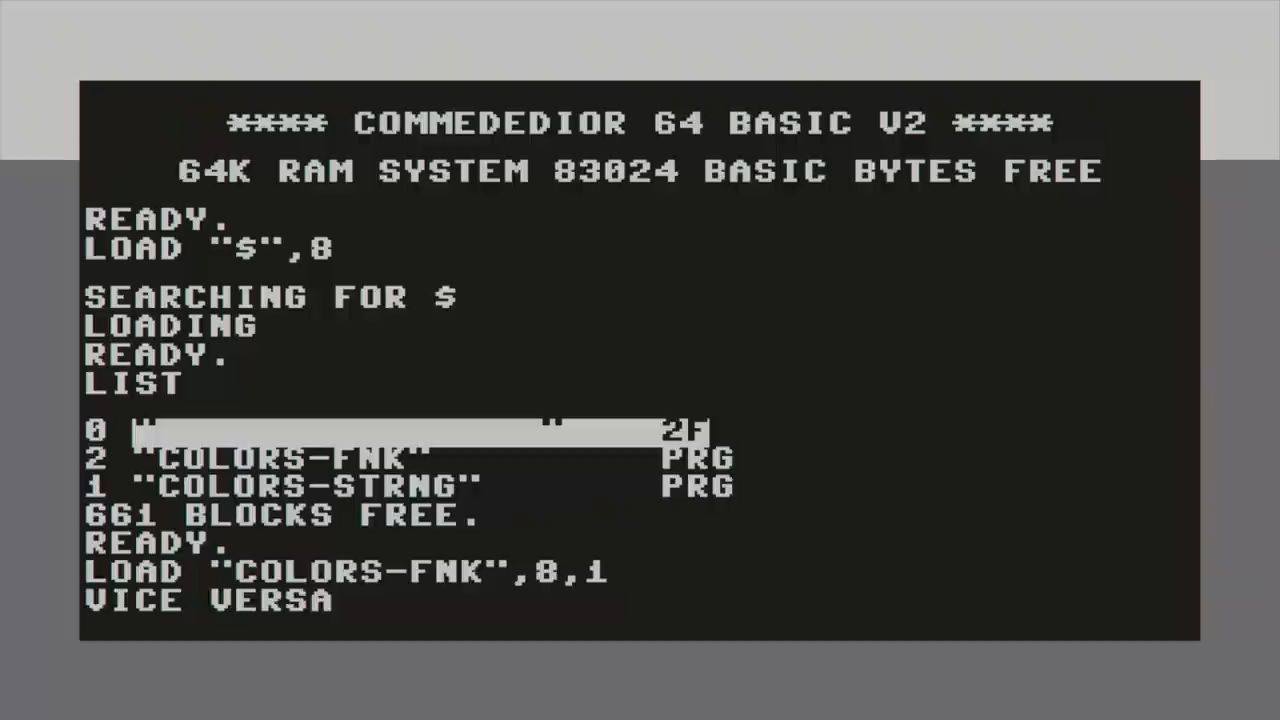 **** COMMEDEDIOR 64 BASIC V2 ****
64K RAM SYSTEM 83024 BASIC BYTES FREE
READY.
LOAD "$",8
SEARCHING FOR $
LOADING
READY.
LIST
0 " " 2F
2 "COLORS-FNK" PRG
1 "COLORS-STRNG" PRG
661 BLOCKS FREE.
READY.
LOAD "COLORS-FNK",8,1
VICE VERSA